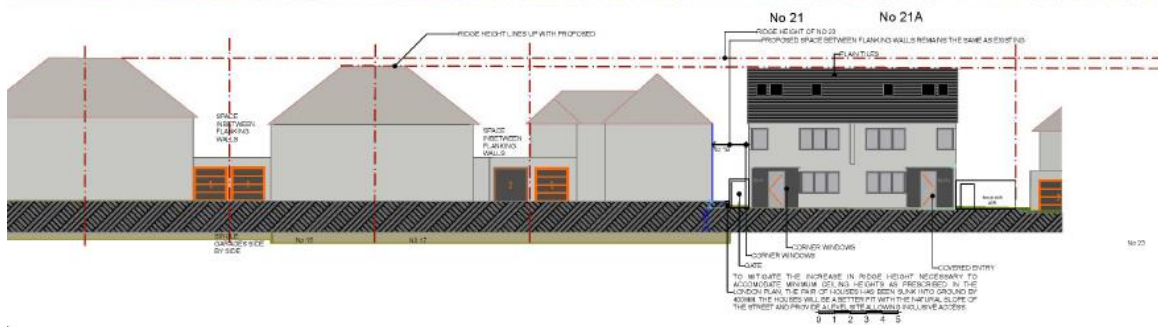 No 21 No 21A
RIDGE HEIGHT OF NO 23
RIDGE HEIGHT LINES UP WITH PROPOSED
PROPOSED SPACE BETWEEN FLANKING WALLS REMAINS THE SAME AS EXISTING
PLAIN TILES
SPACE
INBETWEEN
FLANKING
WALLS
SPACE
INBETWEEN
FLANKING
WALLS
SINGLE
GARAGES SIDE
BY SIDE
No 17
No 23
CORNER WINDOWS
CORNER WINDOWS
GATE
COVERED ENTRY
TO MITIGATE THE INCREASE IN RIDGE HEIGHT NECESSARY TO
ACCOMODATE MINIMUM CEILING HEIGHTS AS PRESCRIBED IN THE
LONDON PLAN, THE PAIR OF HOUSES HAS BEEN SUNK INTO GROUND BY
400MM. THE HOUSES WILL BE A BETTER FIT WITH THE NATURAL SLOPE OF
THE STREET AND PROVIDE A LEVEL SITE ALLOWING INCLUSIVE ACCESS.
0 1 2 3 4 5